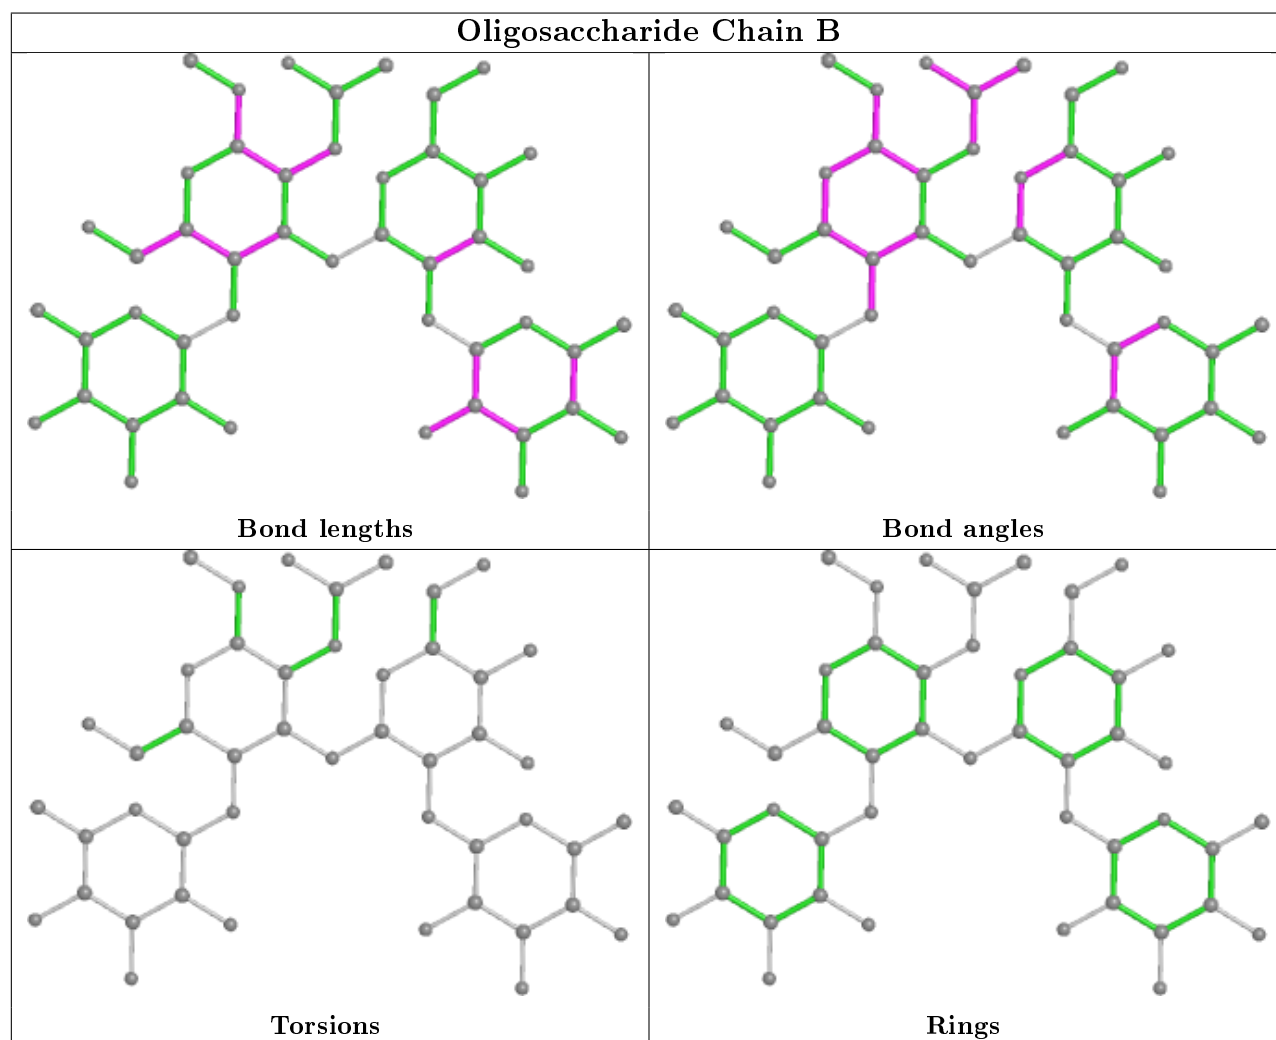 Oligosaccharide Chain B
Bond lengths
Bond angles
Torsions
Rings